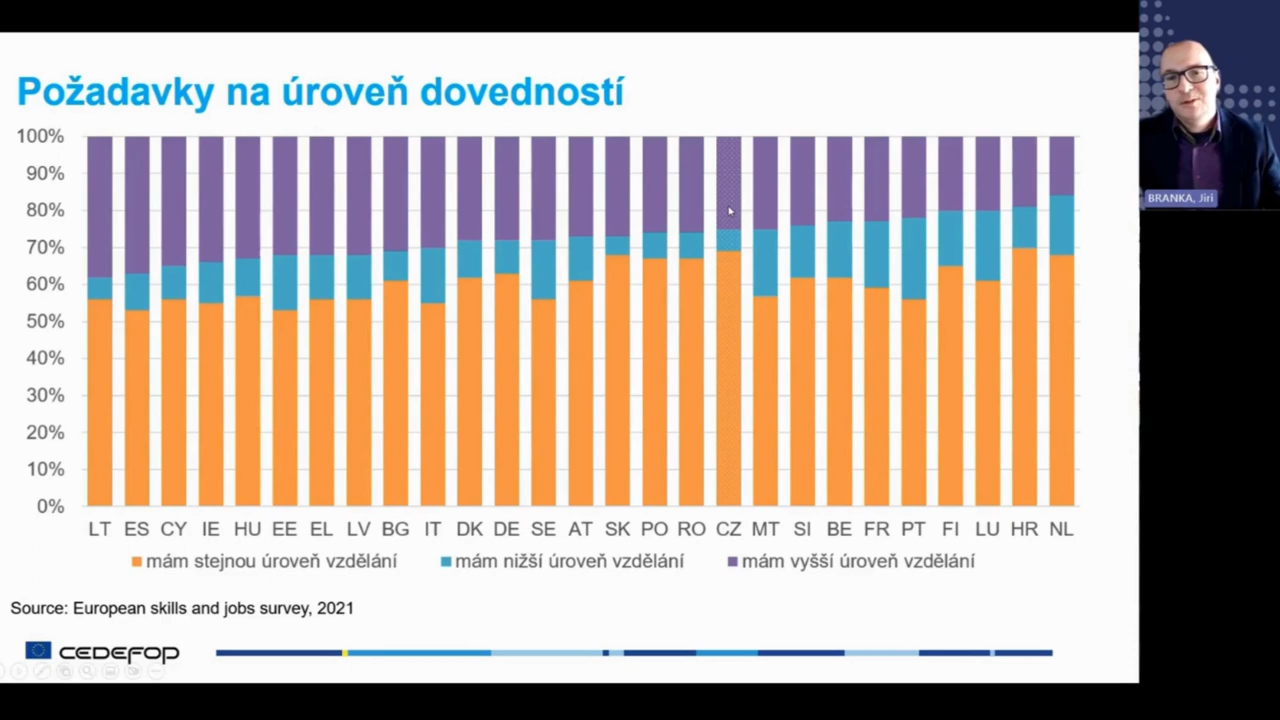 Požadavky na úroveň dovedností
100%
90%
80%
70%
60%
50%
40%
30%
20%
10%
0%
LT ES CY IE HU EE EL LV BG IT DK DE SE AT SK PO RO CZ MT SI BE FR PT FI LU HR NL
mám stejnou úroveň vzdělání mám nižší úroveň vzdělání mám vyšší úroveň vzdělání
Source: European skills and jobs survey, 2021
CEDEFOP
BRANKA, Jiri